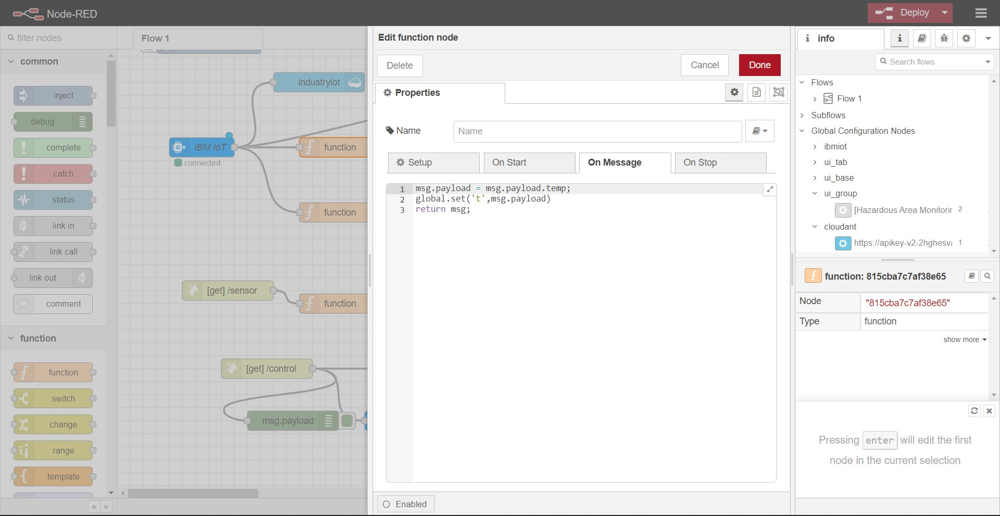 Node-RED
Deploy
filter nodes
Flow 1
common
inject
debug
complete
catch
status
link in
link call
link out
comment
function
function
switch
change
range
template
industryiot
IBM IoT
connected
function
function
[get] /sensor
function
[get] /control
msg.payload
Edit function node
Delete
Cancel
Done
Properties
Name
Name
Setup
On Start
On Message
On Stop
1 msg.payload = msg.payload.temp;
2 global.set('t',msg.payload)
3 return msg;
Enabled
info
Search flows
Flows
Flow 1
Subflows
Global Configuration Nodes
ibmiot
ui_tab
ui_base
ui_group
[Hazardous Area Monitorin 2
cloudant
https://apikey-v2-2hghesva 1
function: 815cba7c7af38e65
Node "815cba7c7af38e65"
Type function
show more
Pressing enter will edit the first
node in the current selection